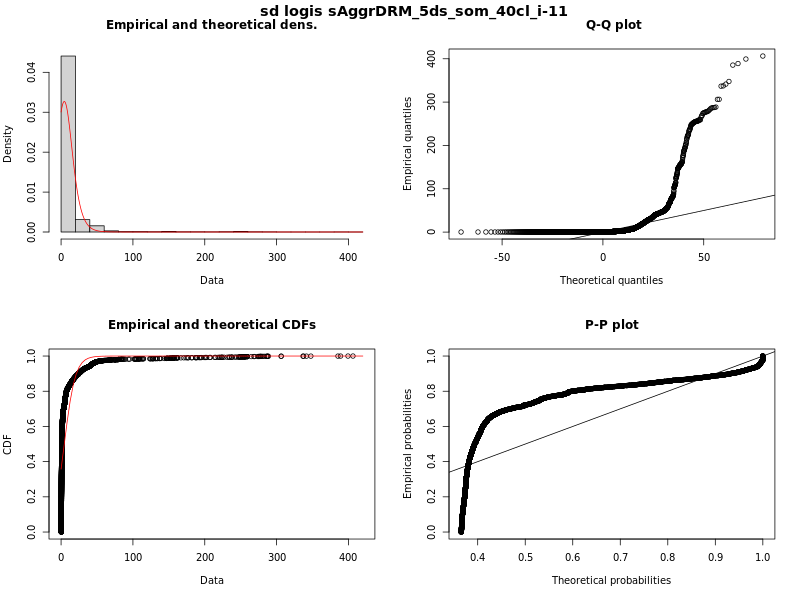 sd logis sAggrDRM_5ds_som_40cl_i-11
Empirical and theoretical dens.
Density
0.00 0.01 0.02 0.03 0.04
0 100 200 300 400
Data
Q-Q plot
Empirical quantiles
0 100 200 300 400
-50 0 50
Theoretical quantiles
Empirical and theoretical CDFs
CDF
0.0 0.2 0.4 0.6 0.8 1.0
0 100 200 300 400
Data
P-P plot
Empirical probabilities
0.0 0.2 0.4 0.6 0.8 1.0
0.4 0.5 0.6 0.7 0.8 0.9 1.0
Theoretical probabilities